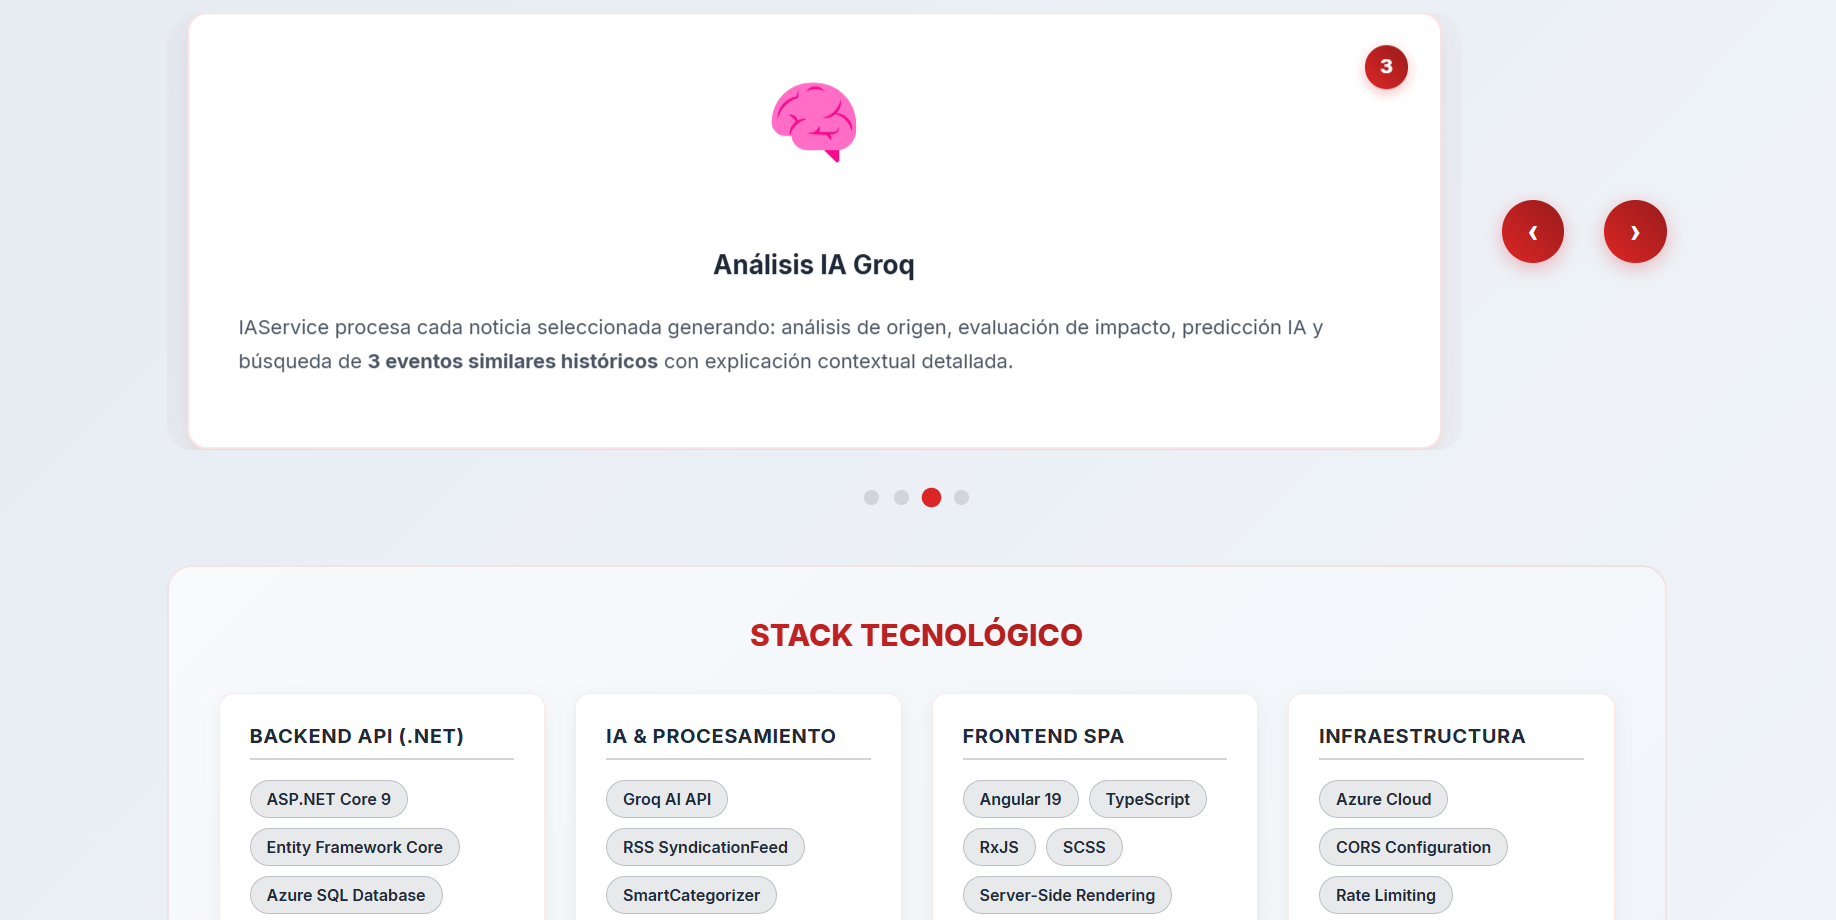 3
Análisis IA Groq
IAService procesa cada noticia seleccionada generando: análisis de origen, evaluación de impacto, predicción IA y
búsqueda de 3 eventos similares históricos con explicación contextual detallada.
‹ ›
STACK TECNOLÓGICO
BACKEND API (.NET)
ASP.NET Core 9
Entity Framework Core
Azure SQL Database
IA & PROCESAMIENTO
Groq AI API
RSS SyndicationFeed
SmartCategorizer
FRONTEND SPA
Angular 19 TypeScript
RxJS SCSS
Server-Side Rendering
INFRAESTRUCTURA
Azure Cloud
CORS Configuration
Rate Limiting